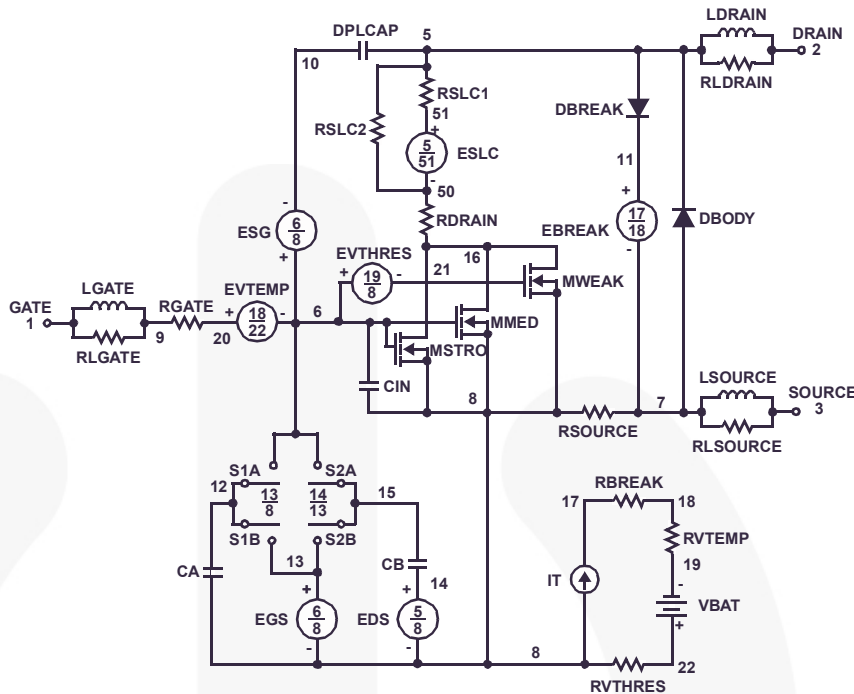 LDRAIN
DPLCAP 5 DRAIN
10 2
RLDRAIN
RSLC1
DBREAK
51
RSLC2 +
5
51
ESLC
11
-
50
- +
RDRAIN 17
18
DBODY
6
8
ESG EBREAK
EVTHRES 16 -
+ + 19
8
- 21
MWEAK
LGATE EVTEMP
GATE RGATE + 18
22
- 6
1 MMED
9 20
RLGATE MSTRO
LSOURCE
CIN 8 7 SOURCE
3
RSOURCE
RLSOURCE
S1A S2A
12 13
8
14
13
15 RBREAK
17 18
S1B S2B RVTEMP
13 CB 19
CA
+ + 14 IT -
6
8
5
8
VBAT
EGS EDS +
- - 8
22
RVTHRES